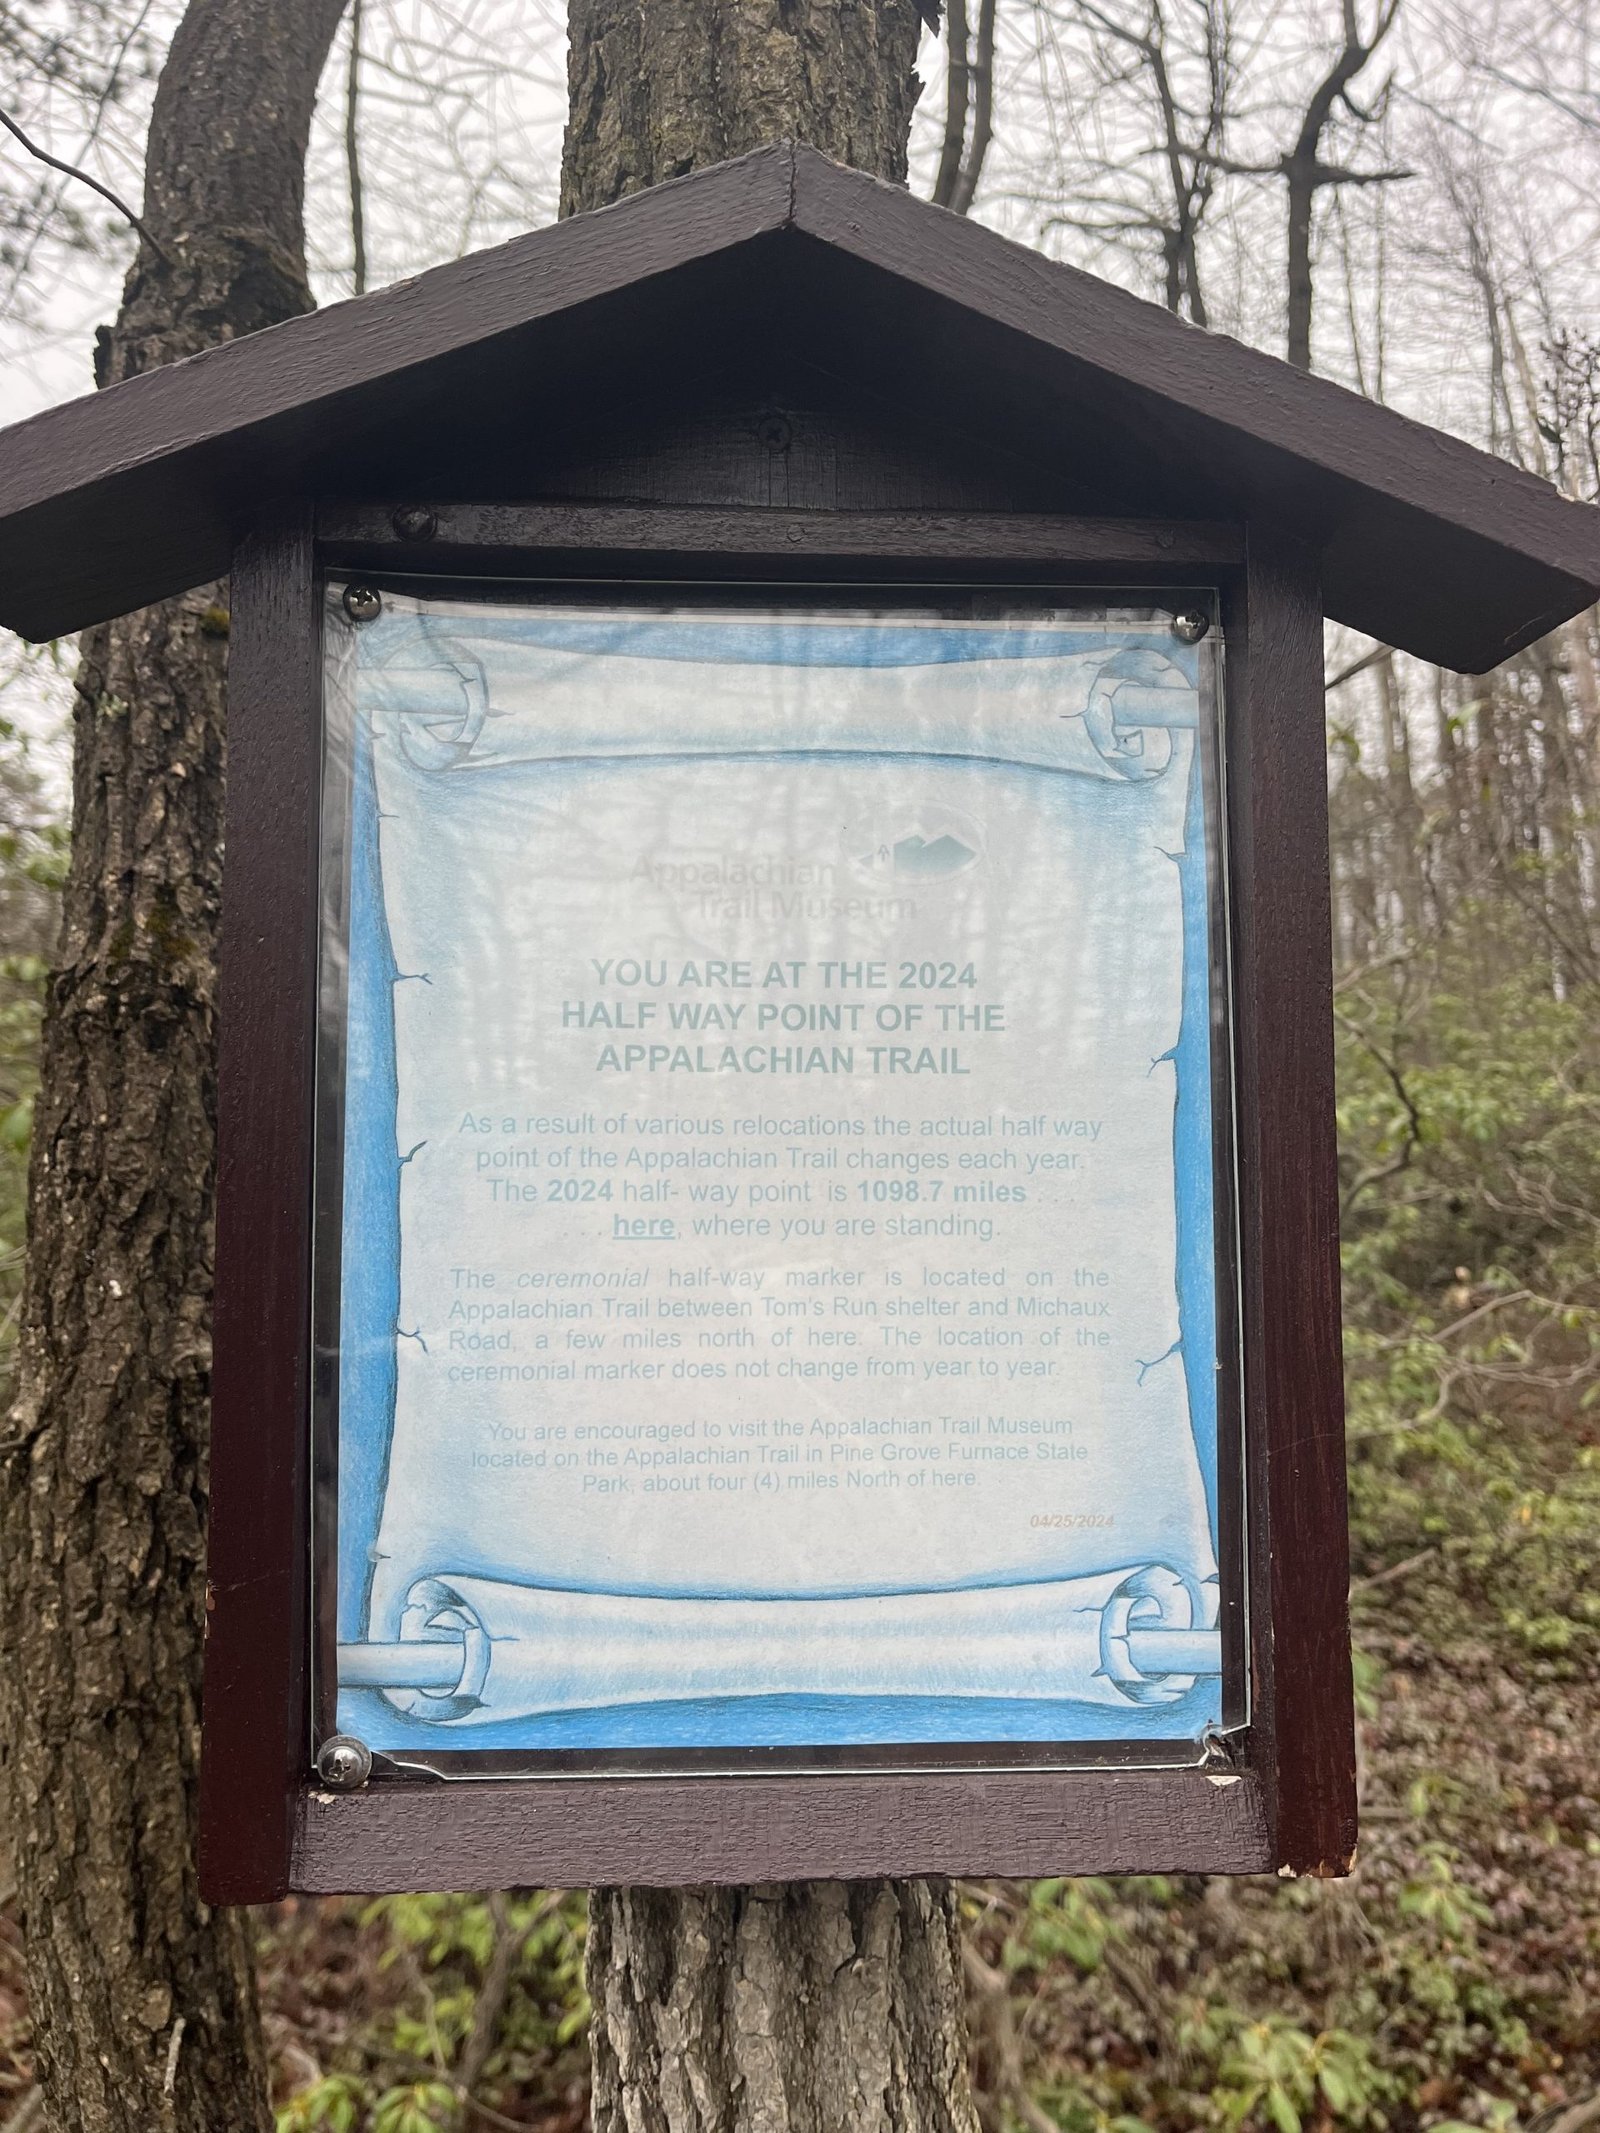 Appalachian
Trail Museum
YOU ARE AT THE 2024
HALF WAY POINT OF THE
APPALACHIAN TRAIL
As a result of various relocations the actual half way
point of the Appalachian Trail changes each year.
The 2024 half- way point is 1098.7 miles . . .
. . . here, where you are standing.
The ceremonial half-way marker is located on the
Appalachian Trail between Tom's Run shelter and Michaux
Road, a few miles north of here. The location of the
ceremonial marker does not change from year to year.
You are encouraged to visit the Appalachian Trail Museum
located on the Appalachian Trail in Pine Grove Furnace State
Park, about four (4) miles North of here.
04/25/2024